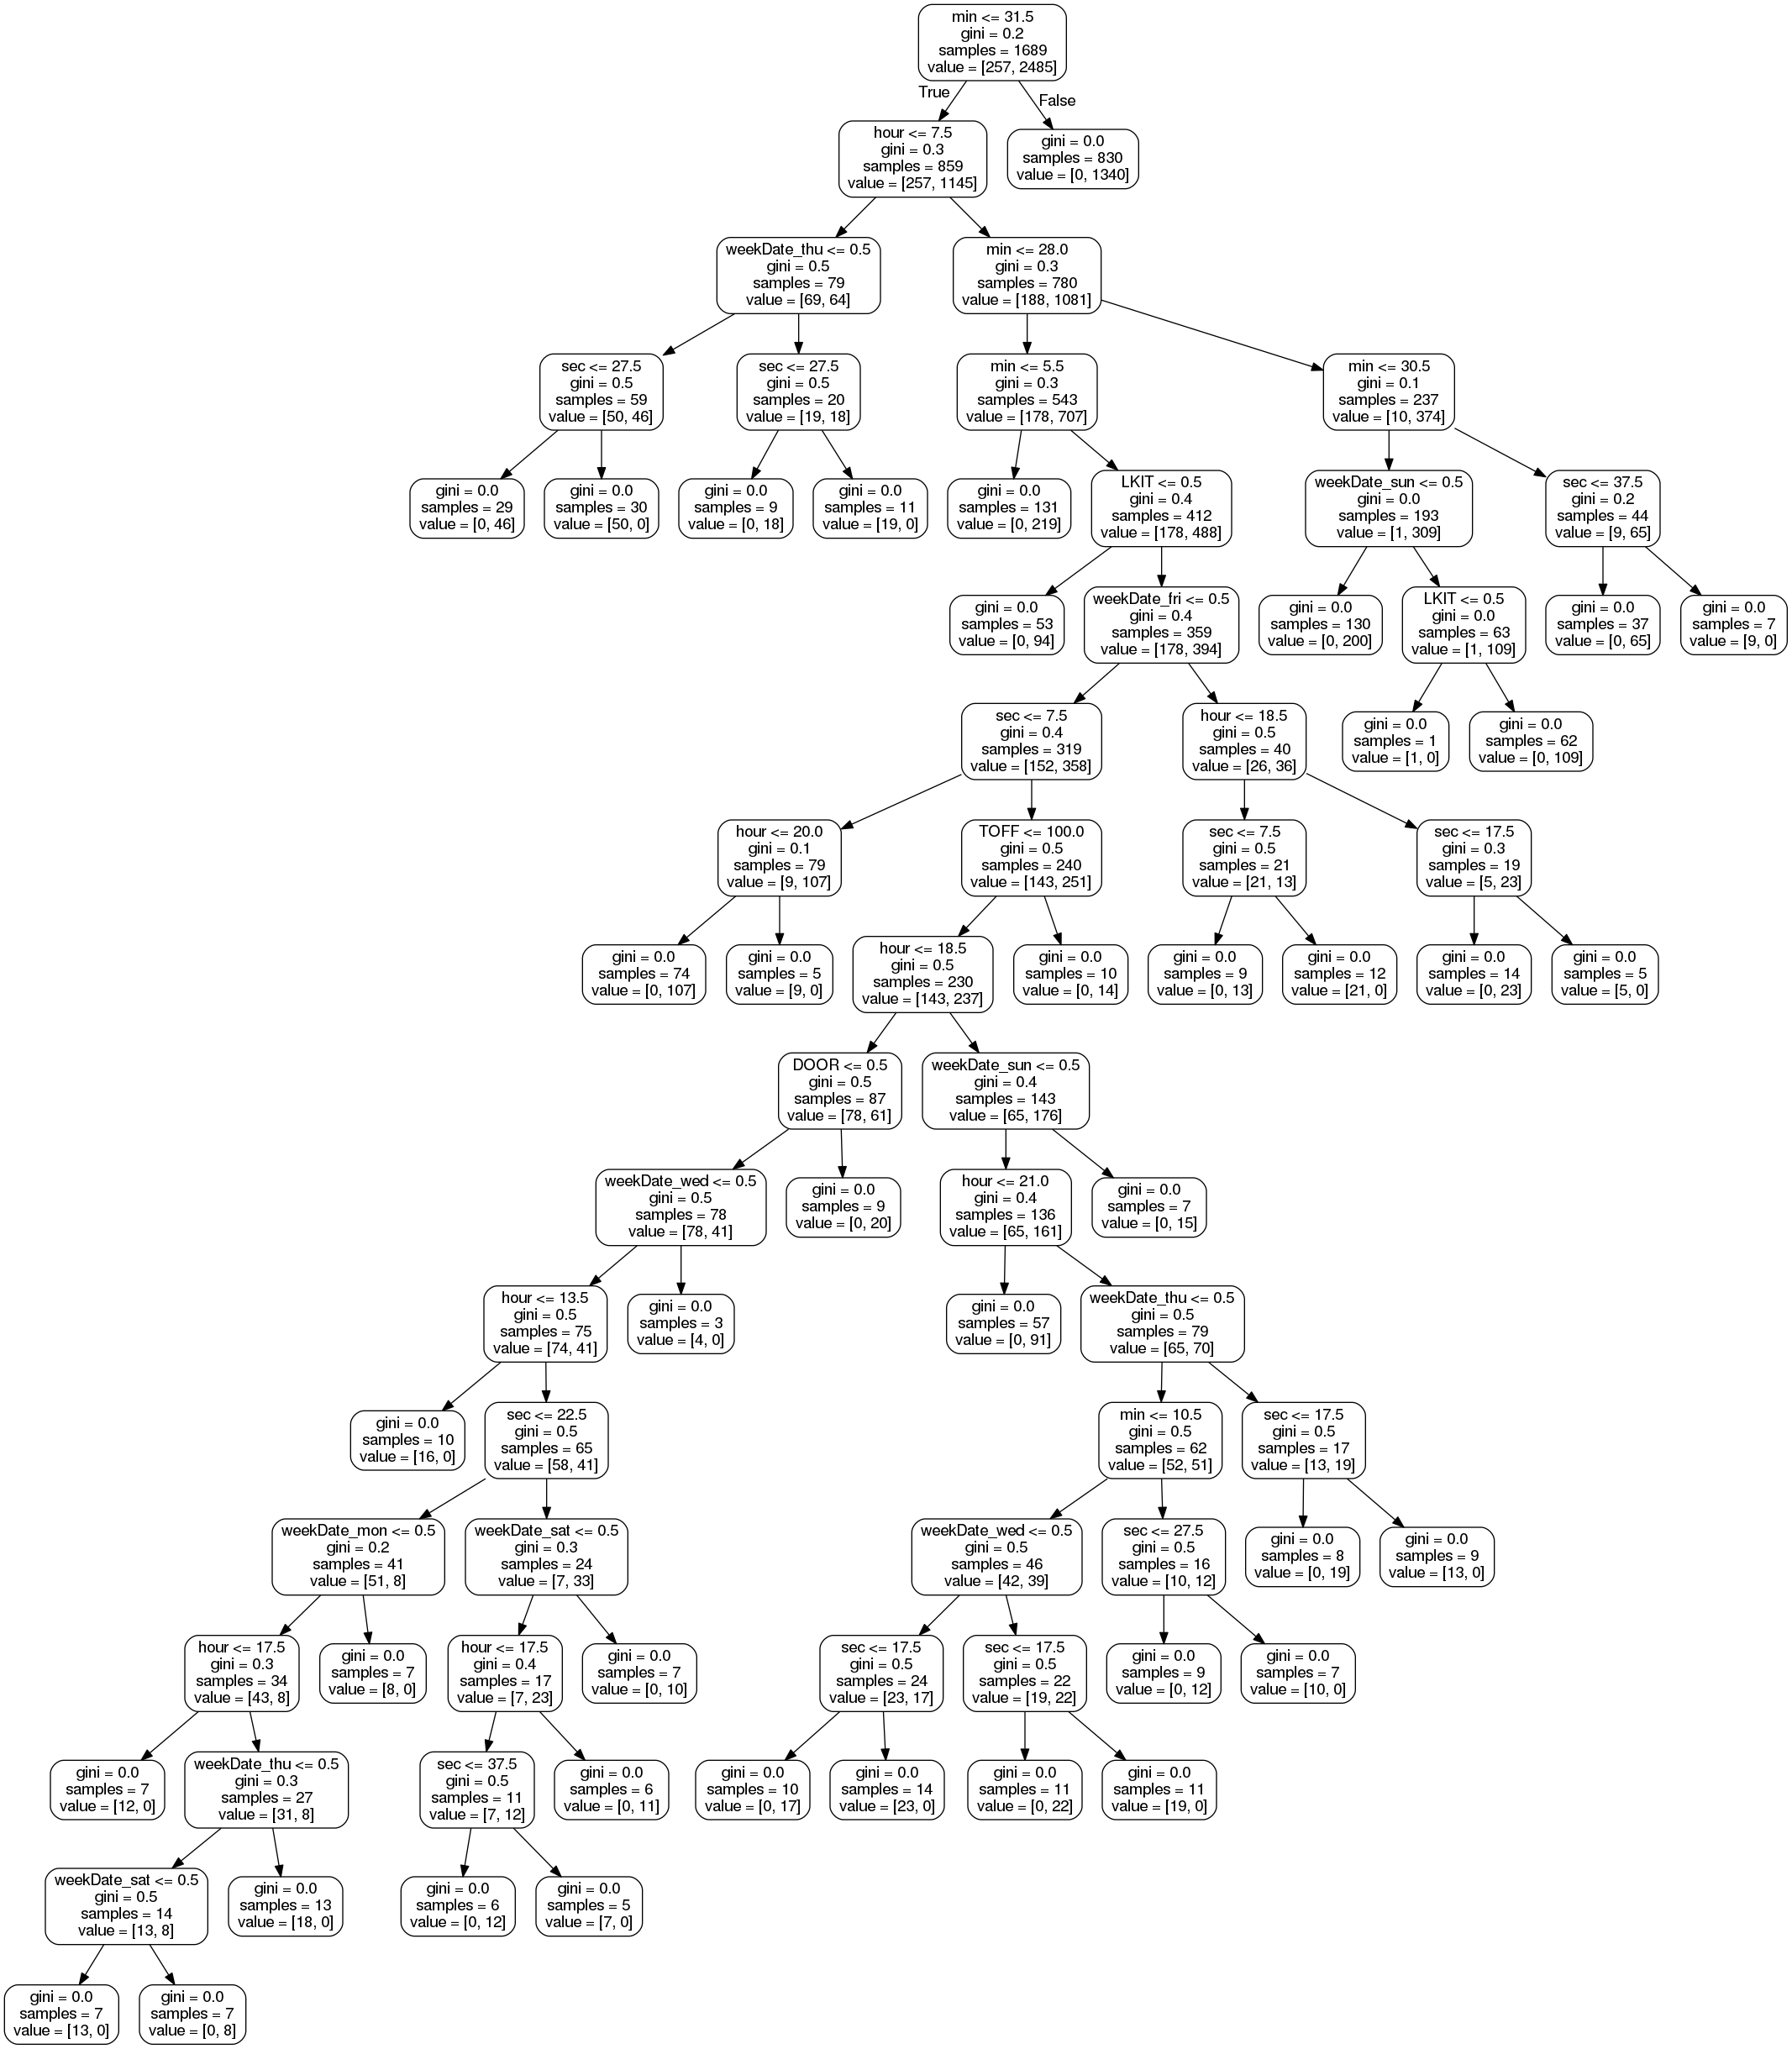 min <= 31.5
gini = 0.2
samples = 1689
value = [257, 2485]
True
False
hour <= 7.5
gini = 0.3
samples = 859
value = [257, 1145]
gini = 0.0
samples = 830
value = [0, 1340]
weekDate_thu <= 0.5
gini = 0.5
samples = 79
value = [69, 64]
min <= 28.0
gini = 0.3
samples = 780
value = [188, 1081]
sec <= 27.5
gini = 0.5
samples = 59
value = [50, 46]
sec <= 27.5
gini = 0.5
samples = 20
value = [19, 18]
min <= 5.5
gini = 0.3
samples = 543
value = [178, 707]
min <= 30.5
gini = 0.1
samples = 237
value = [10, 374]
gini = 0.0
samples = 29
value = [0, 46]
gini = 0.0
samples = 30
value = [50, 0]
gini = 0.0
samples = 9
value = [0, 18]
gini = 0.0
samples = 11
value = [19, 0]
gini = 0.0
samples = 131
value = [0, 219]
LKIT <= 0.5
gini = 0.4
samples = 412
value = [178, 488]
weekDate_sun <= 0.5
gini = 0.0
samples = 193
value = [1, 309]
sec <= 37.5
gini = 0.2
samples = 44
value = [9, 65]
gini = 0.0
samples = 53
value = [0, 94]
weekDate_fri <= 0.5
gini = 0.4
samples = 359
value = [178, 394]
gini = 0.0
samples = 130
value = [0, 200]
LKIT <= 0.5
gini = 0.0
samples = 63
value = [1, 109]
gini = 0.0
samples = 37
value = [0, 65]
gini = 0.0
samples = 7
value = [9, 0]
sec <= 7.5
gini = 0.4
samples = 319
value = [152, 358]
hour <= 18.5
gini = 0.5
samples = 40
value = [26, 36]
gini = 0.0
samples = 1
value = [1, 0]
gini = 0.0
samples = 62
value = [0, 109]
hour <= 20.0
gini = 0.1
samples = 79
value = [9, 107]
TOFF <= 100.0
gini = 0.5
samples = 240
value = [143, 251]
sec <= 7.5
gini = 0.5
samples = 21
value = [21, 13]
sec <= 17.5
gini = 0.3
samples = 19
value = [5, 23]
gini = 0.0
samples = 74
value = [0, 107]
gini = 0.0
samples = 5
value = [9, 0]
hour <= 18.5
gini = 0.5
samples = 230
value = [143, 237]
gini = 0.0
samples = 10
value = [0, 14]
gini = 0.0
samples = 9
value = [0, 13]
gini = 0.0
samples = 12
value = [21, 0]
gini = 0.0
samples = 14
value = [0, 23]
gini = 0.0
samples = 5
value = [5, 0]
DOOR <= 0.5
gini = 0.5
samples = 87
value = [78, 61]
weekDate_sun <= 0.5
gini = 0.4
samples = 143
value = [65, 176]
weekDate_wed <= 0.5
gini = 0.5
samples = 78
value = [78, 41]
gini = 0.0
samples = 9
value = [0, 20]
hour <= 21.0
gini = 0.4
samples = 136
value = [65, 161]
gini = 0.0
samples = 7
value = [0, 15]
hour <= 13.5
gini = 0.5
samples = 75
value = [74, 41]
gini = 0.0
samples = 3
value = [4, 0]
gini = 0.0
samples = 57
value = [0, 91]
weekDate_thu <= 0.5
gini = 0.5
samples = 79
value = [65, 70]
gini = 0.0
samples = 10
value = [16, 0]
sec <= 22.5
gini = 0.5
samples = 65
value = [58, 41]
min <= 10.5
gini = 0.5
samples = 62
value = [52, 51]
sec <= 17.5
gini = 0.5
samples = 17
value = [13, 19]
weekDate_mon <= 0.5
gini = 0.2
samples = 41
value = [51, 8]
weekDate_sat <= 0.5
gini = 0.3
samples = 24
value = [7, 33]
weekDate_wed <= 0.5
gini = 0.5
samples = 46
value = [42, 39]
sec <= 27.5
gini = 0.5
samples = 16
value = [10, 12]
gini = 0.0
samples = 8
value = [0, 19]
gini = 0.0
samples = 9
value = [13, 0]
hour <= 17.5
gini = 0.3
samples = 34
value = [43, 8]
gini = 0.0
samples = 7
value = [8, 0]
hour <= 17.5
gini = 0.4
samples = 17
value = [7, 23]
gini = 0.0
samples = 7
value = [0, 10]
sec <= 17.5
gini = 0.5
samples = 24
value = [23, 17]
sec <= 17.5
gini = 0.5
samples = 22
value = [19, 22]
gini = 0.0
samples = 9
value = [0, 12]
gini = 0.0
samples = 7
value = [10, 0]
gini = 0.0
samples = 7
value = [12, 0]
weekDate_thu <= 0.5
gini = 0.3
samples = 27
value = [31, 8]
sec <= 37.5
gini = 0.5
samples = 11
value = [7, 12]
gini = 0.0
samples = 6
value = [0, 11]
gini = 0.0
samples = 10
value = [0, 17]
gini = 0.0
samples = 14
value = [23, 0]
gini = 0.0
samples = 11
value = [0, 22]
gini = 0.0
samples = 11
value = [19, 0]
weekDate_sat <= 0.5
gini = 0.5
samples = 14
value = [13, 8]
gini = 0.0
samples = 13
value = [18, 0]
gini = 0.0
samples = 6
value = [0, 12]
gini = 0.0
samples = 5
value = [7, 0]
gini = 0.0
samples = 7
value = [13, 0]
gini = 0.0
samples = 7
value = [0, 8]